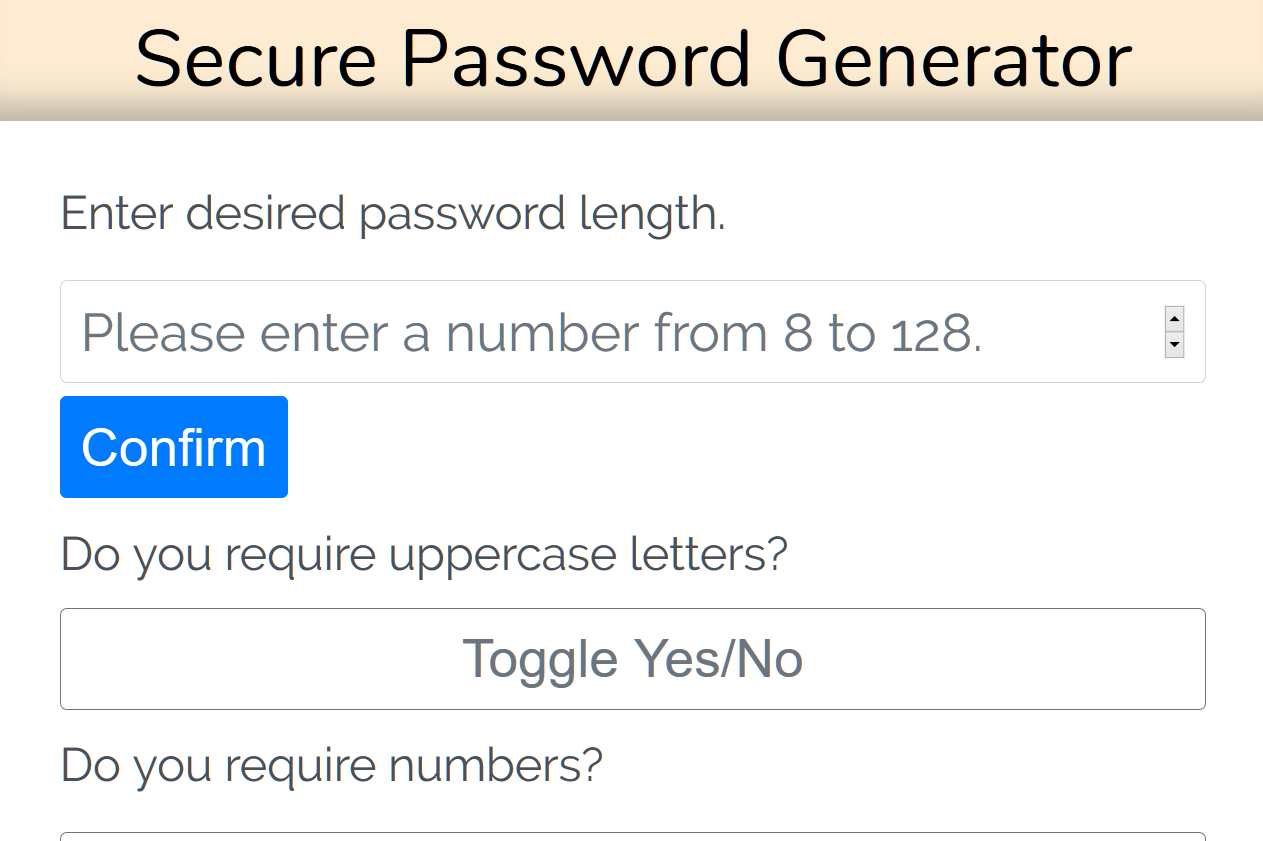 Secure Password Generator
Enter desired password length.
Please enter a number from 8 to 128.
Confirm
Do you require uppercase letters?
Toggle Yes/No
Do you require numbers?